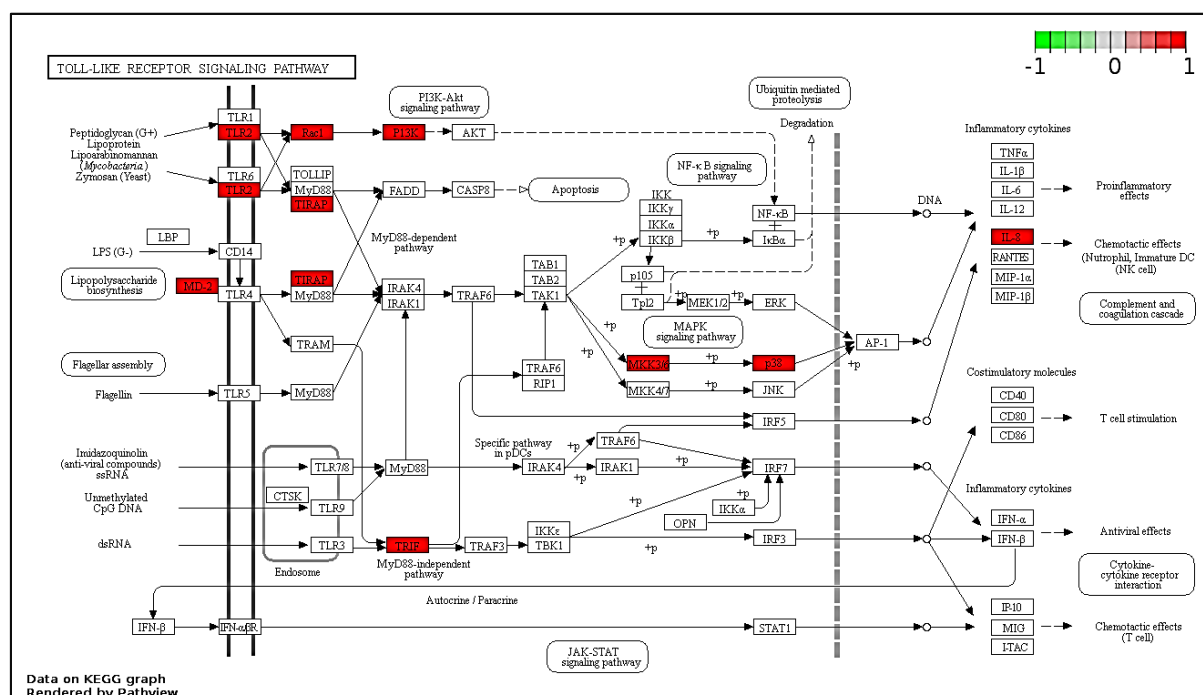 TOLL-LIKE RECEPTOR SIGNALING PATHWAY
-1 0 1
PI3K-Akt
signaling pathway
Ubiquitin mediated
proteolysis
Degradation
Peptidoglycan (G+)
Lipoprotein
Lipoarabinomannan
(Mycobacteria)
Zymosan (Yeast)
TLR1
TLR2
Rac1
PI3K
AKT
TLR6
TLR2
TOLLIP
MyD88
TIRAP
FADD
CASP8
Apoptosis
NF-κB signaling
pathway
IKK
IKKγ
IKKα
IKKβ
+p
NF-κB
IκBα
DNA
Inflammatory cytokines
TNFα
IL-1β
IL-6
IL-12
Proinflammatory
effects
LBP
LPS (G-)
CD14
MyD88-dependent
pathway
Lipopolysaccharide
biosynthesis
MD-2
TLR4
TIRAP
MyD88
IRAK4
IRAK1
TRAF6
TAB1
TAB2
TAK1
+p
p105
Tpl2
+p
MEK1/2
+p
ERK
IL-8
RANTES
MIP-1α
MIP-1β
Chemotactic effects
(Nutrophil, Immature DC
(NK cell)
Complement and
coagulation cascade
TRAM
MAPK
signaling pathway
+p
MKK3/6
+p
p38
AP-1
+p
Flagellar assembly
Flagellin
TLR5
MyD88
TRAF6
RIP1
+p
MKK4/7
+p
JNK
Costimulatory molecules
CD40
CD80
CD86
T cell stimulation
IRF5
Imidazoquinolin
(anti-viral compounds)
ssRNA
TLR7/8
MyD88
Specific pathway
in pDCs
IRAK4
+p
TRAF6
+p
IRAK1
+p
IRF7
Unmethylated
CpG DNA
CTSK
TLR9
+p
+p
IKKα
OPN
Inflammatory cytokines
IFN-α
IFN-β
Antiviral effects
dsRNA
TLR3
Endosome
TRIF
MyD88-independent
pathway
TRAF3
IKKε
TBK1
+p
IRF3
Cytokine-
cytokine receptor
interaction
Autocrine / Paracrine
IFN-β
IFN-αβR
STAT1
IP-10
MIG
I-TAC
Chemotactic effects
(T cell)
JAK-STAT
signaling pathway
Data on KEGG graph
Rendered by Pathview